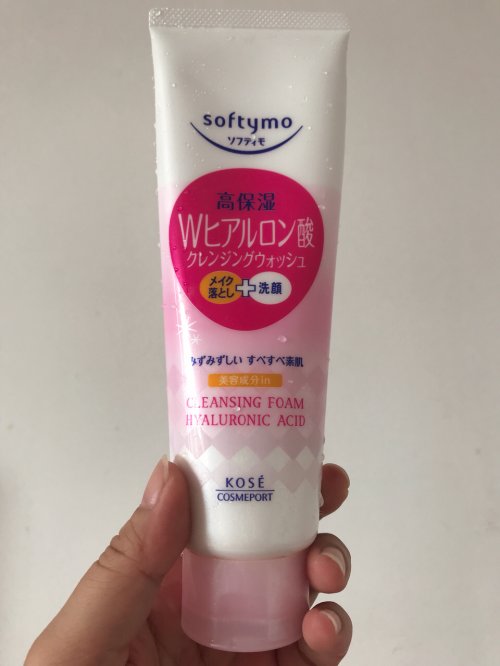 softymo
ソフティモ
高保湿
Wヒアルロン酸
クレンジングウォッシュ
メイク
落とし+洗顔
みずみずしい すべすべ素肌
美容成分in
CLEANSING FOAM
HYALURONIC ACID
KOSÉ
COSMEPORT